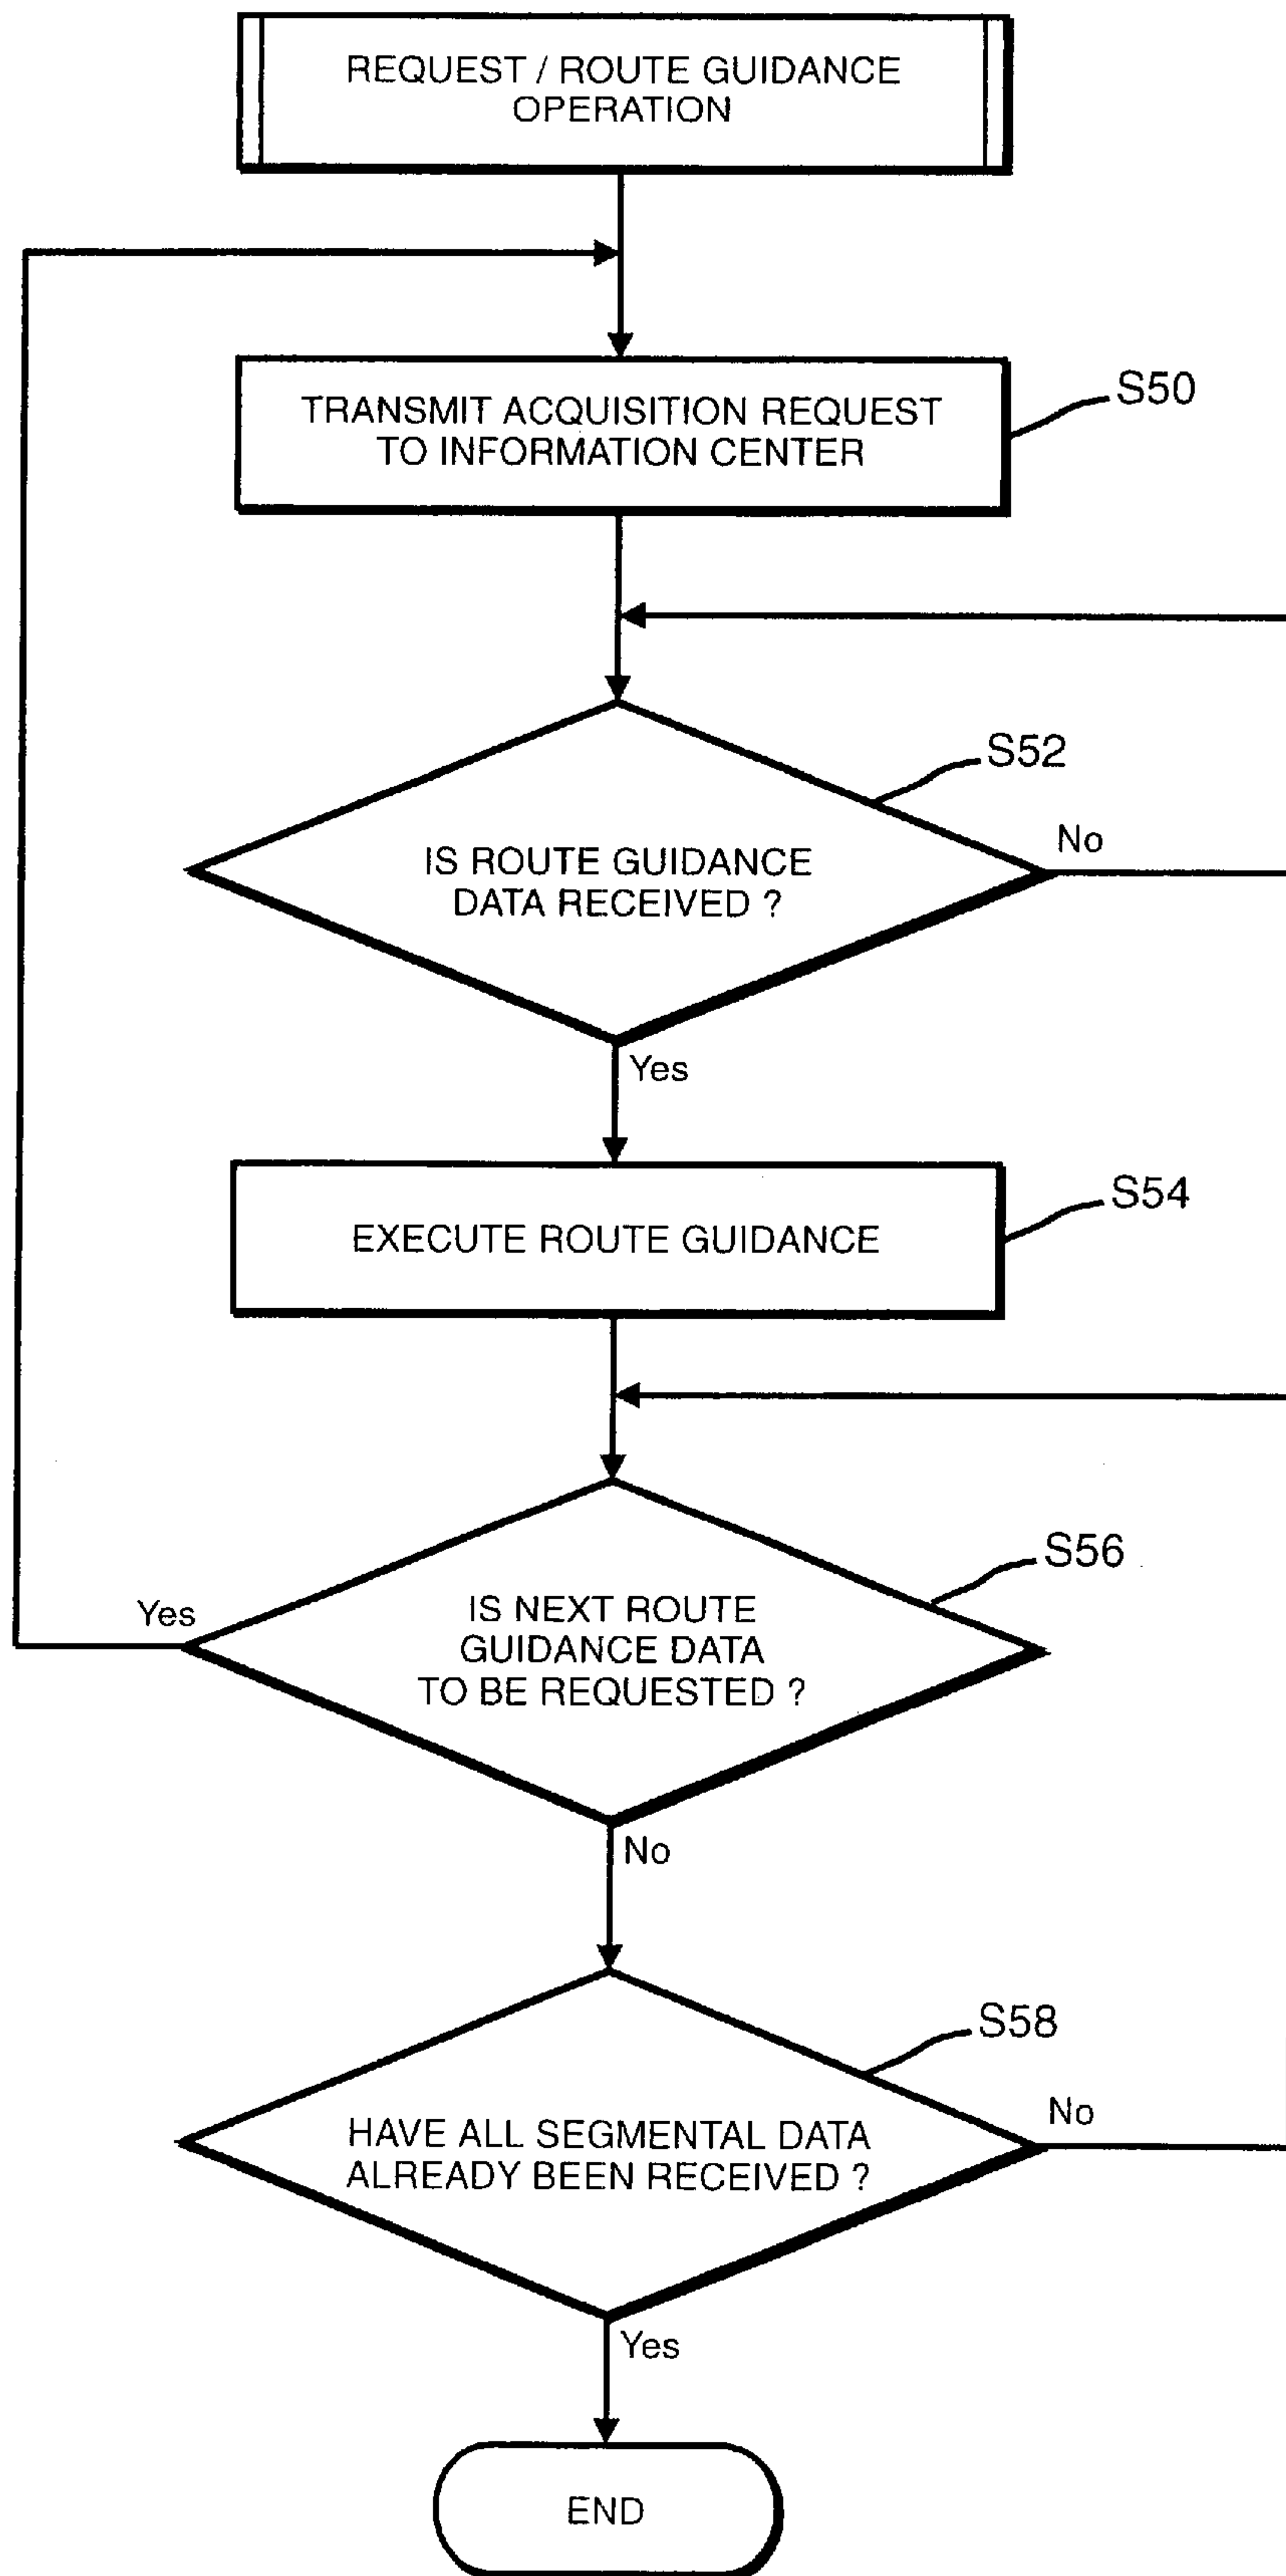 REQUEST / ROUTE GUIDANCE
OPERATION
TRANSMIT ACQUISITION REQUEST
TO INFORMATION CENTER
S50
S52
IS ROUTE GUIDANCE
DATA RECEIVED ?
No
Yes
EXECUTE ROUTE GUIDANCE
S54
S56
IS NEXT ROUTE
GUIDANCE DATA
TO BE REQUESTED ?
Yes
No
S58
HAVE ALL SEGMENTAL DATA
ALREADY BEEN RECEIVED ?
No
Yes
END